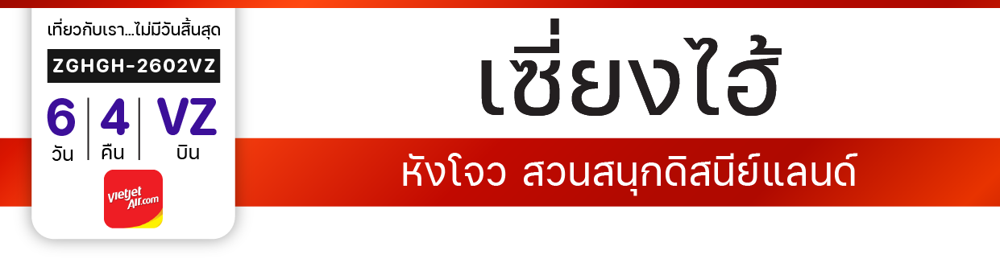 เที่ยวกับเรา...ไม่มีวันสิ้นสุด
ZGHGH-2602VZ
6 4 VZ
วัน คืน บิน
Vietjet
Air.com
เซี่ยงไฮ้
หังโจว สวนสนุกดิสนีย์แลนด์